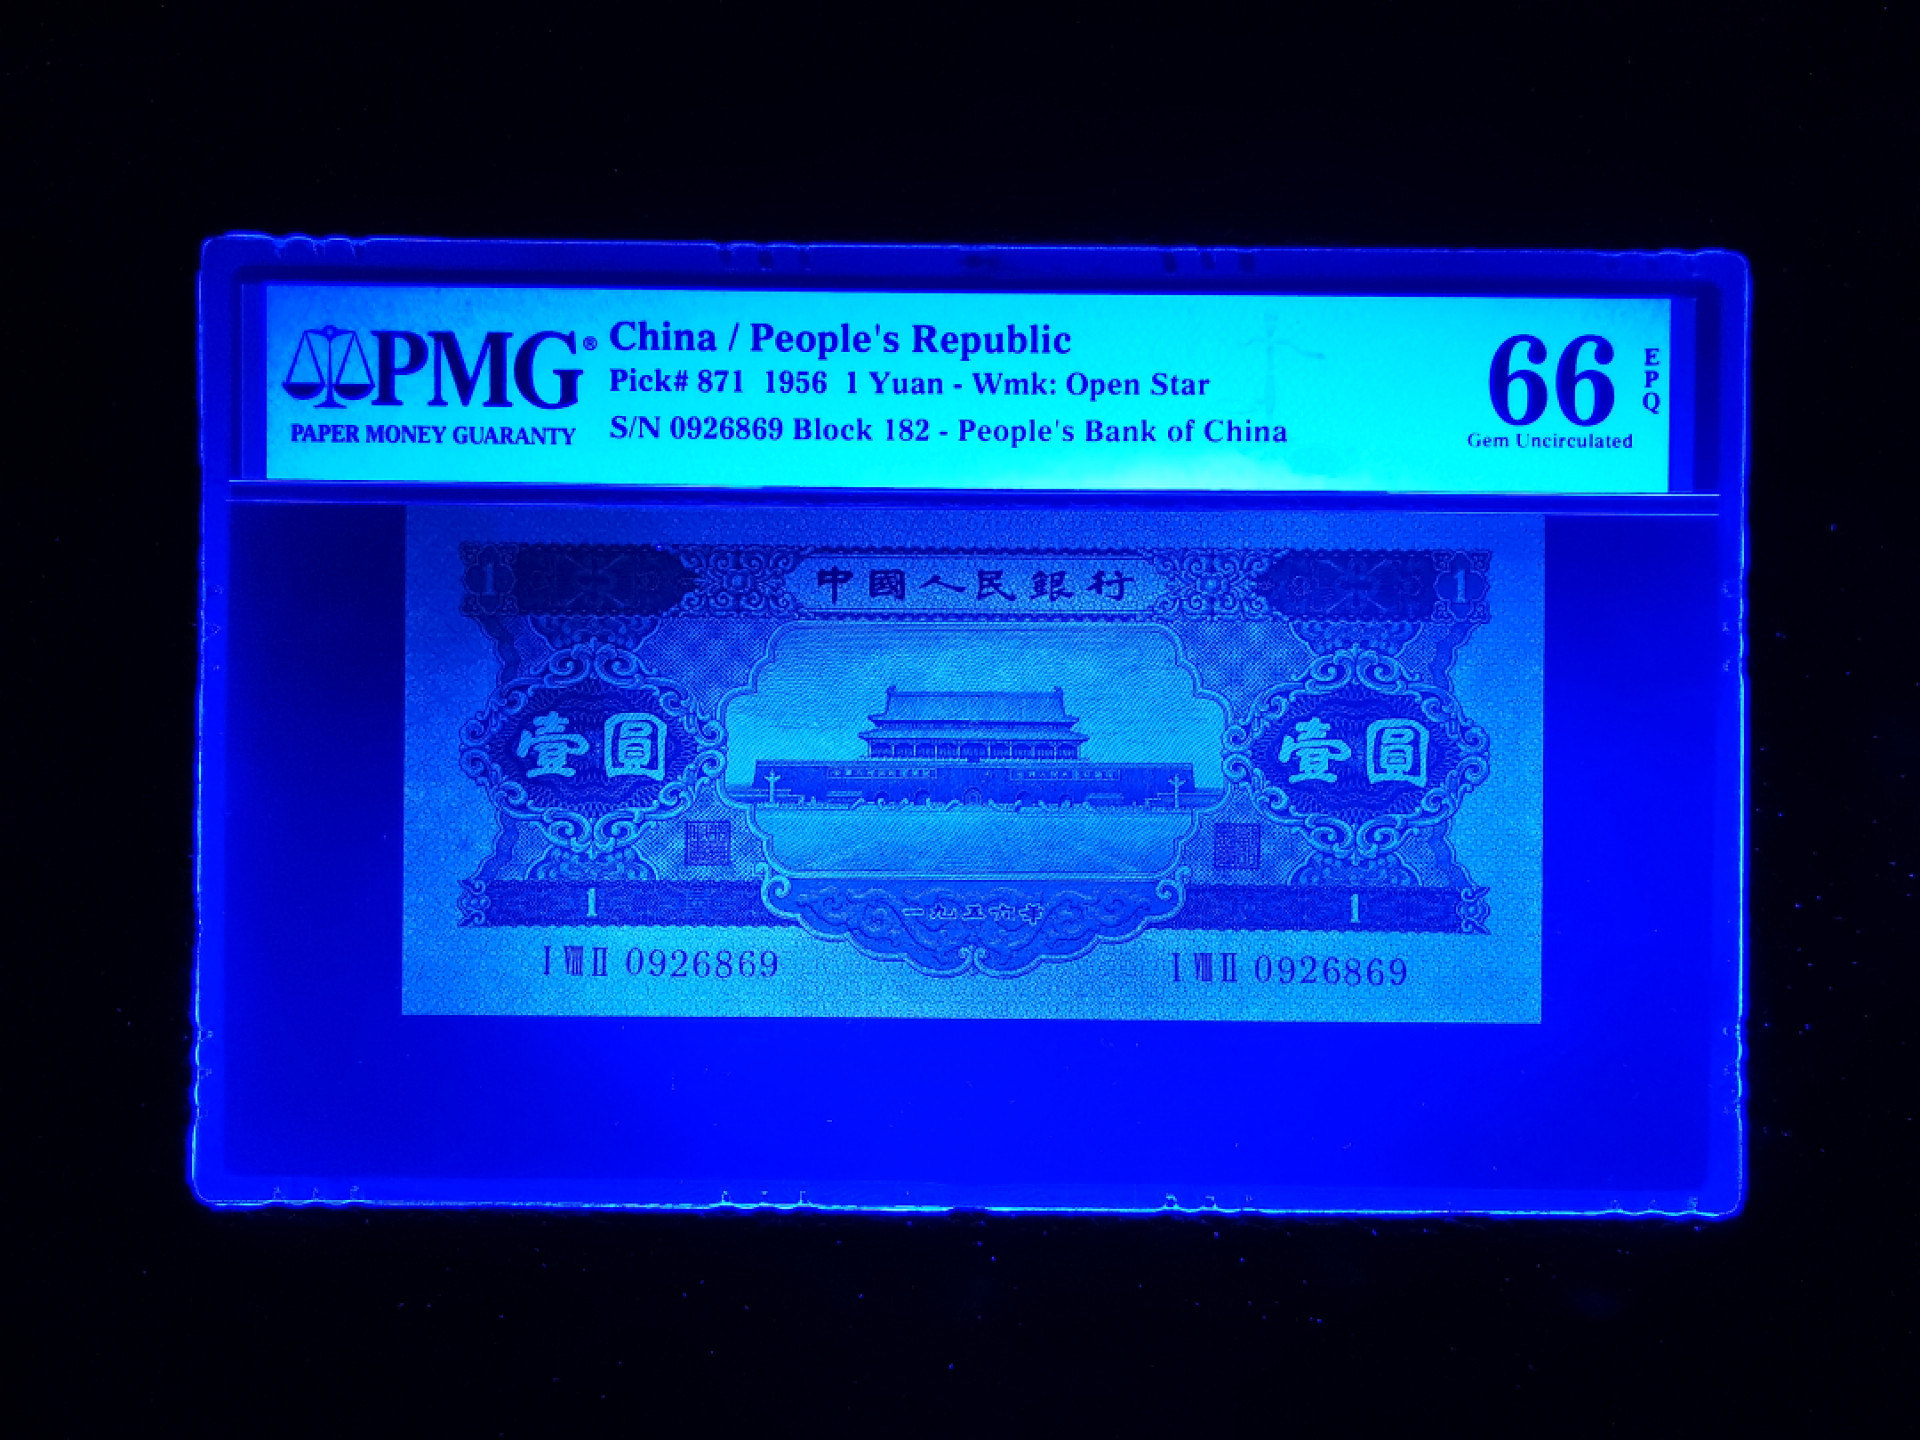 PMG®
PAPER MONEY GUARANTY
China / People's Republic
Pick# 871 1956 1 Yuan - Wmk: Open Star
S/N 0926869 Block 182 - People's Bank of China
66
EPQ
Gem Uncirculated
1 中國人民銀行 1
壹圓 壹圓
1 一九五六年 1
I VIII II 0926869 I VIII II 0926869